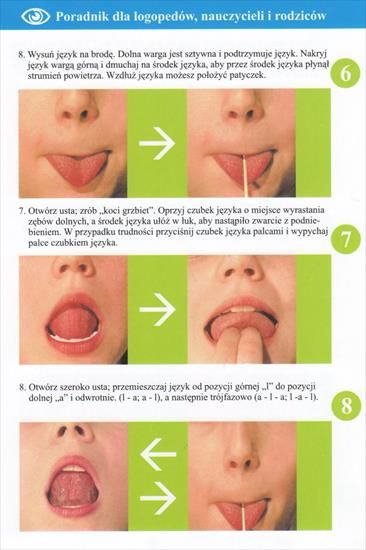 Poradnik dla logopedów, nauczycieli i rodziców
8. Wysuń język na brodę. Dolna warga jest sztywna i podtrzymuje język. Nakryj
język wargą górną i dmuchaj na środek języka, aby przez środek języka płynął
strumień powietrza. Wzdłuż języka możesz położyć patyczek.
6
7. Otwórz usta; zrób „koci grzbiet”. Oprzyj czubek języka o miejsce wyrastania
zębów dolnych, a środek języka ułóż w łuk, aby nastąpiło zwarcie z podnie-
bieniem. W przypadku trudności przyciśnij czubek języka palcami i wypychaj
palce czubkiem języka.
7
8. Otwórz szeroko usta; przemieszczaj język od pozycji górnej „l” do pozycji
dolnej „a” i odwrotnie. (l - a; a - l), a następnie trójfazowo (a - l - a; l -a - l).
8